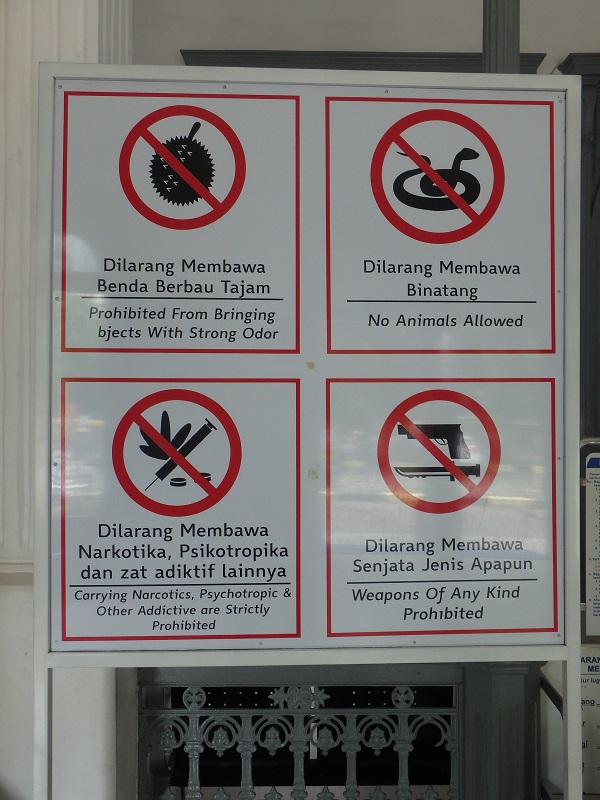 Dilarang Membawa
Benda Berbau Tajam
Prohibited From Bringing
bjects With Strong Odor
Dilarang Membawa
Binatang
No Animals Allowed
Dilarang Membawa
Narkotika, Psikotropika
dan zat adiktif lainnya
Carrying Narcotics, Psychotropic &
Other Addictive are Strictly
Prohibited
Dilarang Membawa
Senjata Jenis Apapun
Weapons Of Any Kind
Prohibited